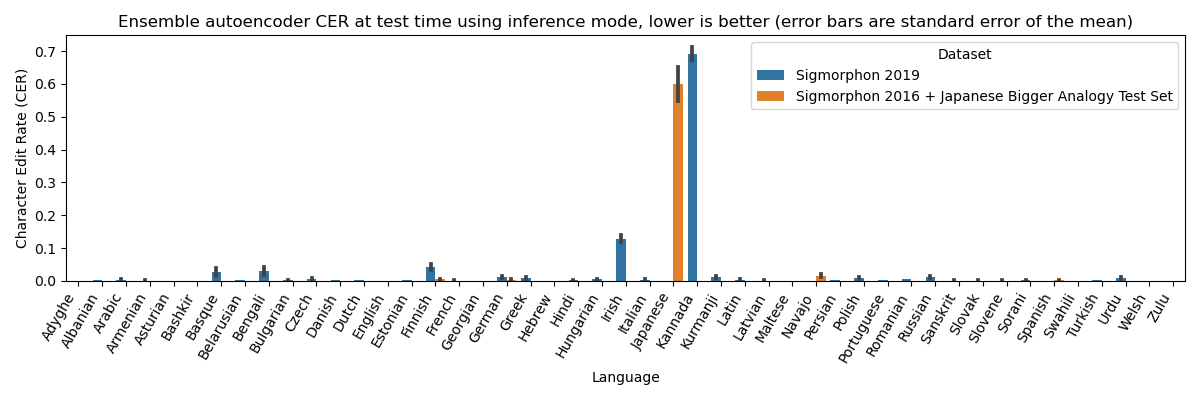 Ensemble autoencoder CER at test time using inference mode, lower is better (error bars are standard error of the mean)
Character Edit Rate (CER)
0.7
0.6
0.5
0.4
0.3
0.2
0.1
0.0
Dataset
Sigmorphon 2019
Sigmorphon 2016 + Japanese Bigger Analogy Test Set
Adyghe
Albanian
Arabic
Armenian
Asturian
Bashkir
Basque
Belarusian
Bengali
Bulgarian
Czech
Danish
Dutch
English
Estonian
Finnish
French
Georgian
German
Greek
Hebrew
Hindi
Hungarian
Irish
Italian
Japanese
Kannada
Kurmanji
Latin
Latvian
Maltese
Navajo
Persian
Polish
Portuguese
Romanian
Russian
Sanskrit
Slovak
Slovene
Sorani
Spanish
Swahili
Turkish
Urdu
Welsh
Zulu
Language